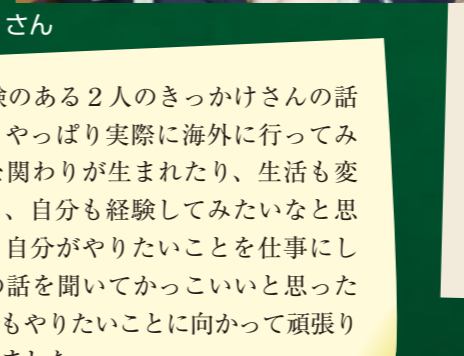 さん
験のある２人のきっかけさんの話
やっぱり実際に海外に行ってみ
関わりが生まれたり、生活も変
、自分も経験してみたいなと思
自分がやりたいことを仕事にし
の話を聞いてかっこいいと思った
もやりたいことに向かって頑張り
ました